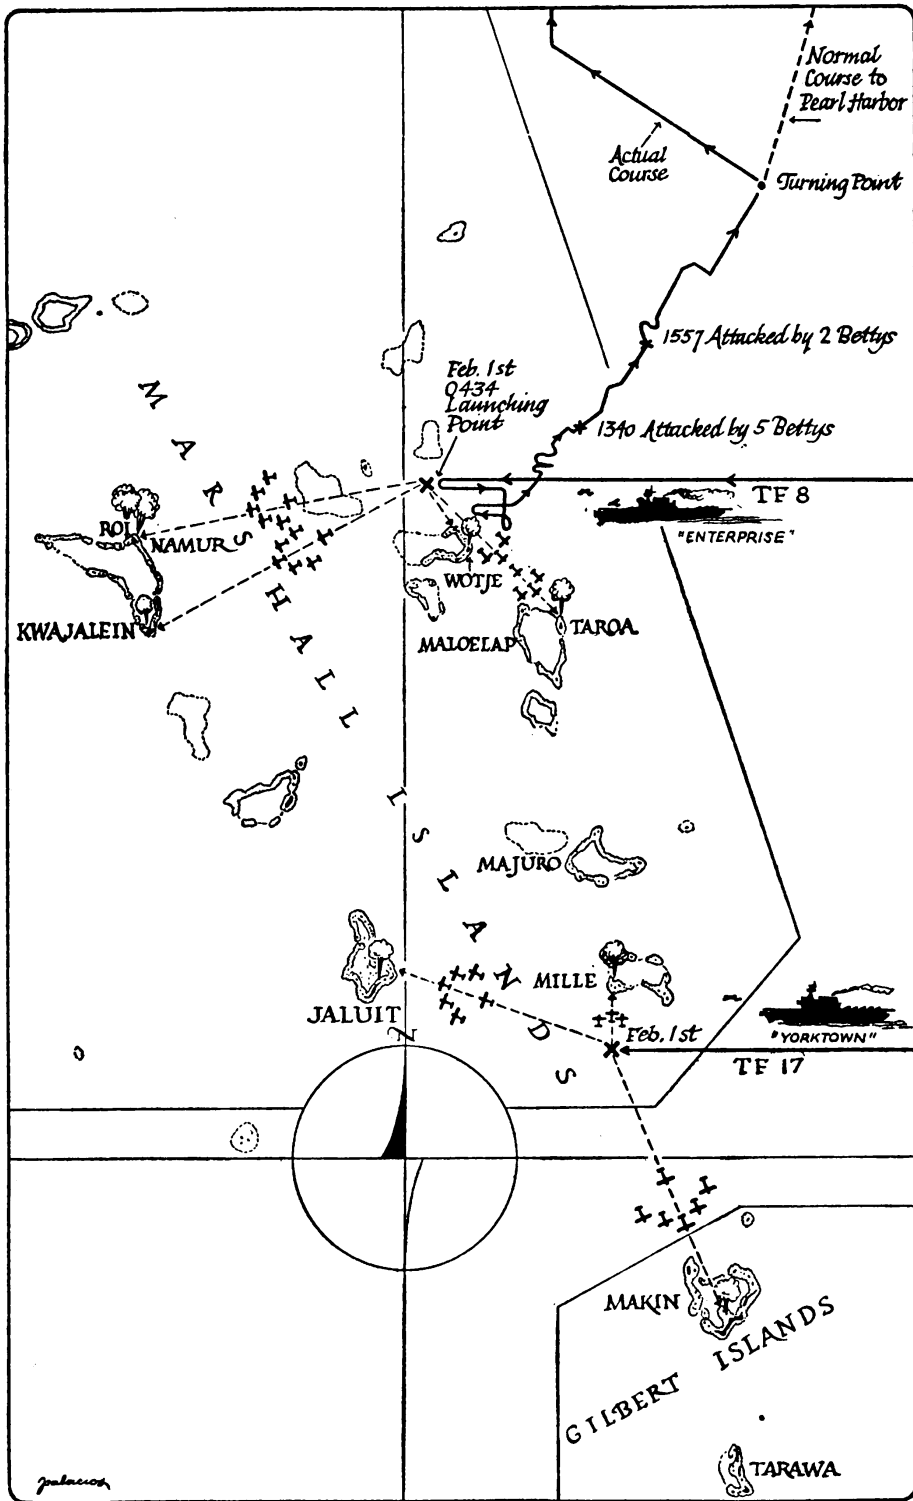 Normal
Course to
Pearl Harbor
Actual
Course
Turning Point
1557 Attacked by 2 Bettys
Feb. 1st
0434
Launching
Point
1340 Attacked by 5 Bettys
TF 8
"ENTERPRISE"
MARSHALL ISLANDS
ROI
NAMUR
WOTJE
KWAJALEIN
MALOELAP
TAROA
MAJURO
MILLE
JALUIT
N
Feb. 1st
"YORKTOWN"
TF 17
MAKIN
GILBERT ISLANDS
TARAWA
jpalacios